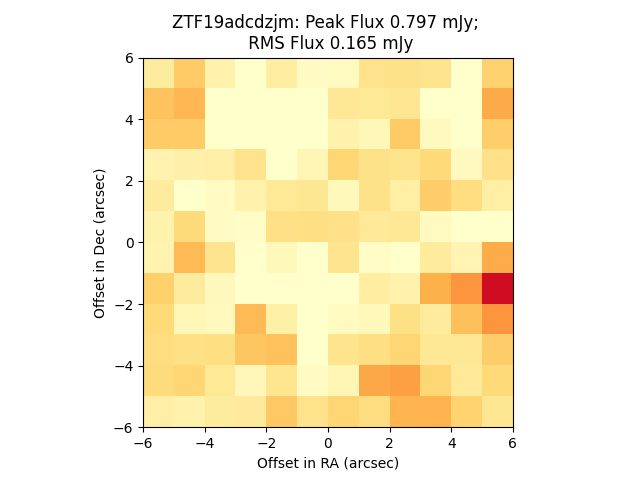 ZTF19adcdzjm: Peak Flux 0.797 mJy;
RMS Flux 0.165 mJy
6
4
2
0
−2
−4
−6
Offset in Dec (arcsec)
−6 −4 −2 0 2 4 6
Offset in RA (arcsec)